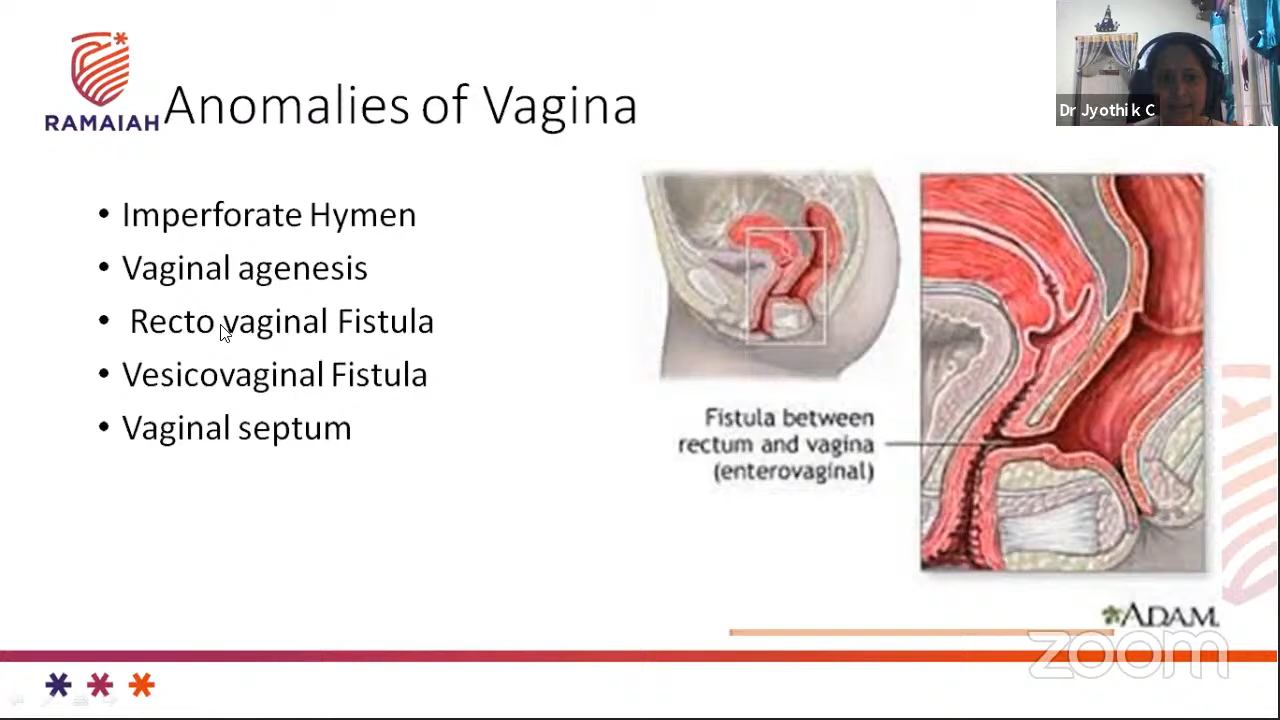 Dr Jyothi k C
RAMAIAH
Anomalies of Vagina
• Imperforate Hymen
• Vaginal agenesis
• Recto vaginal Fistula
• Vesicovaginal Fistula
• Vaginal septum
Fistula between
rectum and vagina
(enterovaginal)
ADAM.
zoom